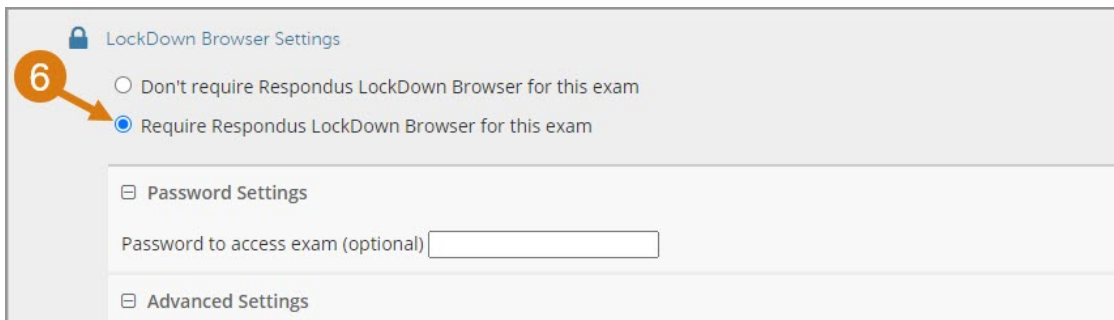 LockDown Browser Settings
6
Don't require Respondus LockDown Browser for this exam
Require Respondus LockDown Browser for this exam
Password Settings
Password to access exam (optional)
Advanced Settings